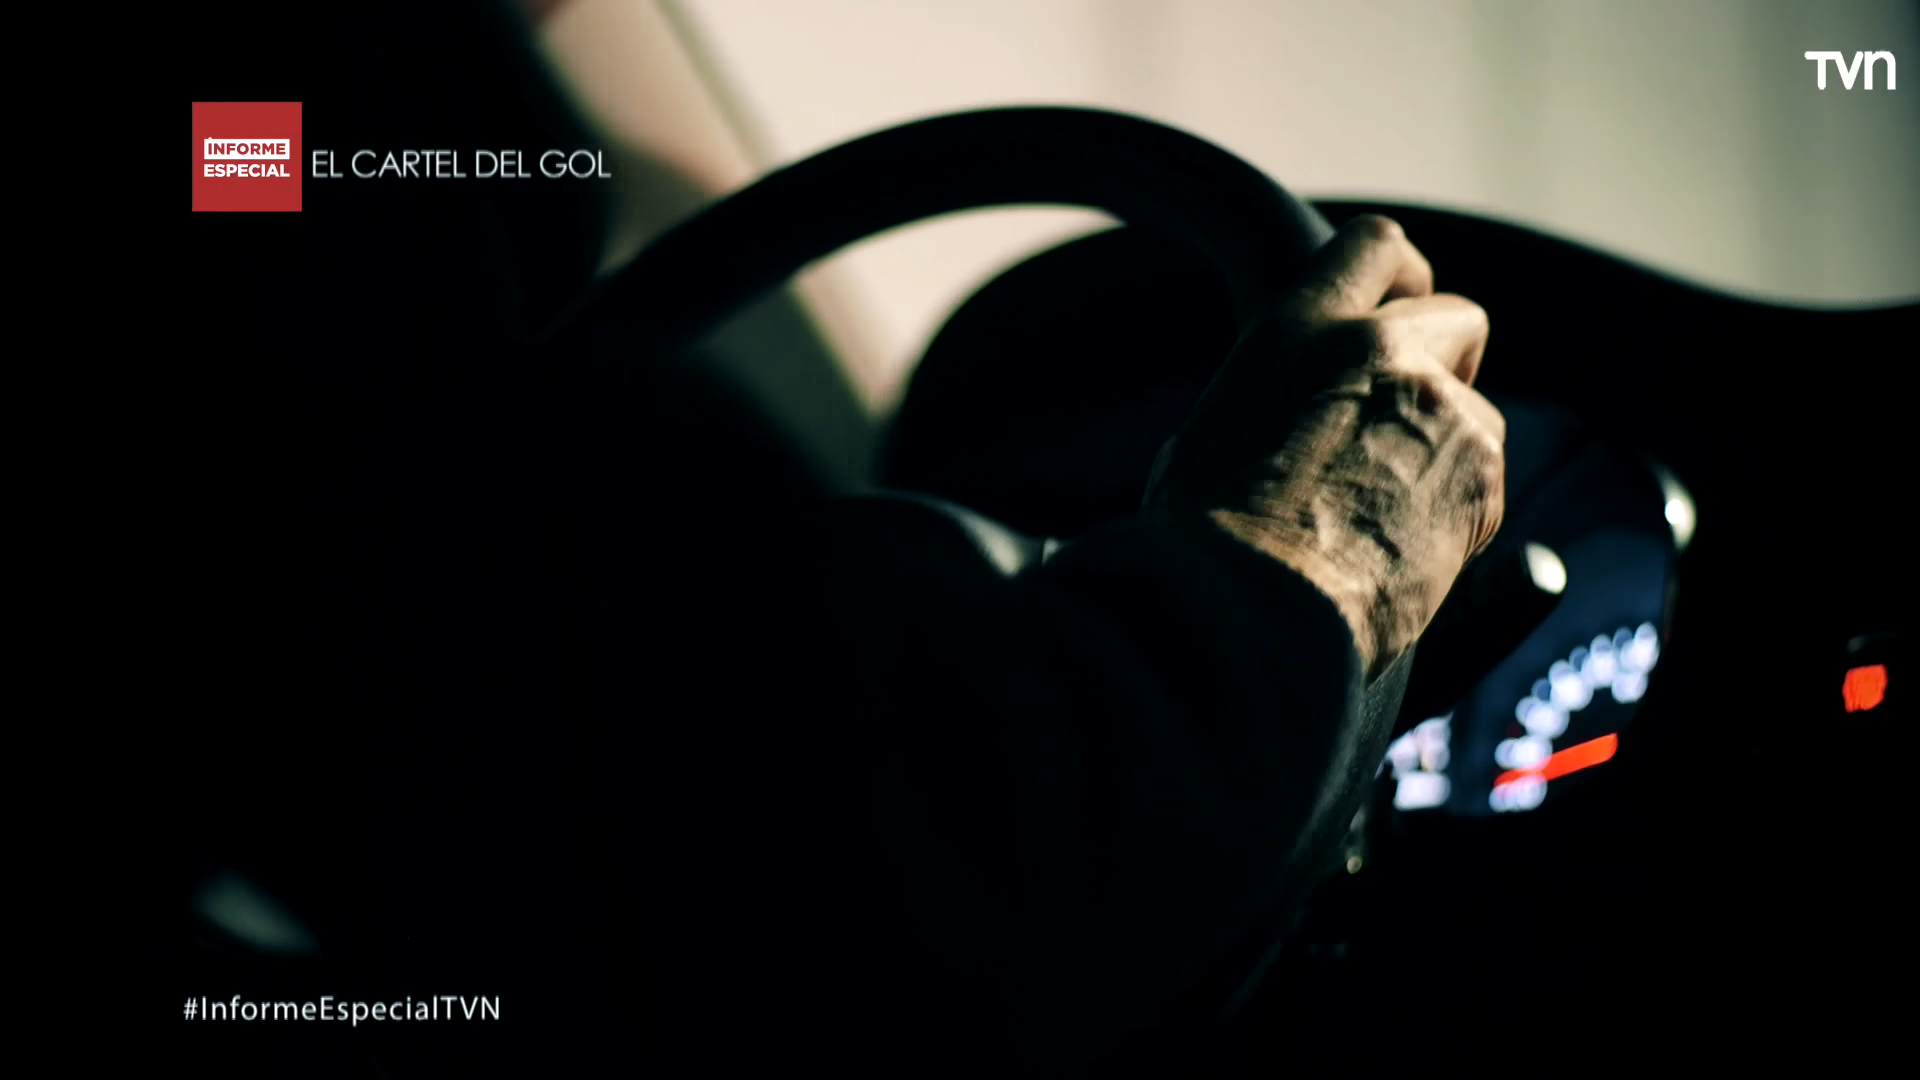 TVN
INFORME
ESPECIAL
EL CARTEL DEL GOL
#InformeEspecialTVN